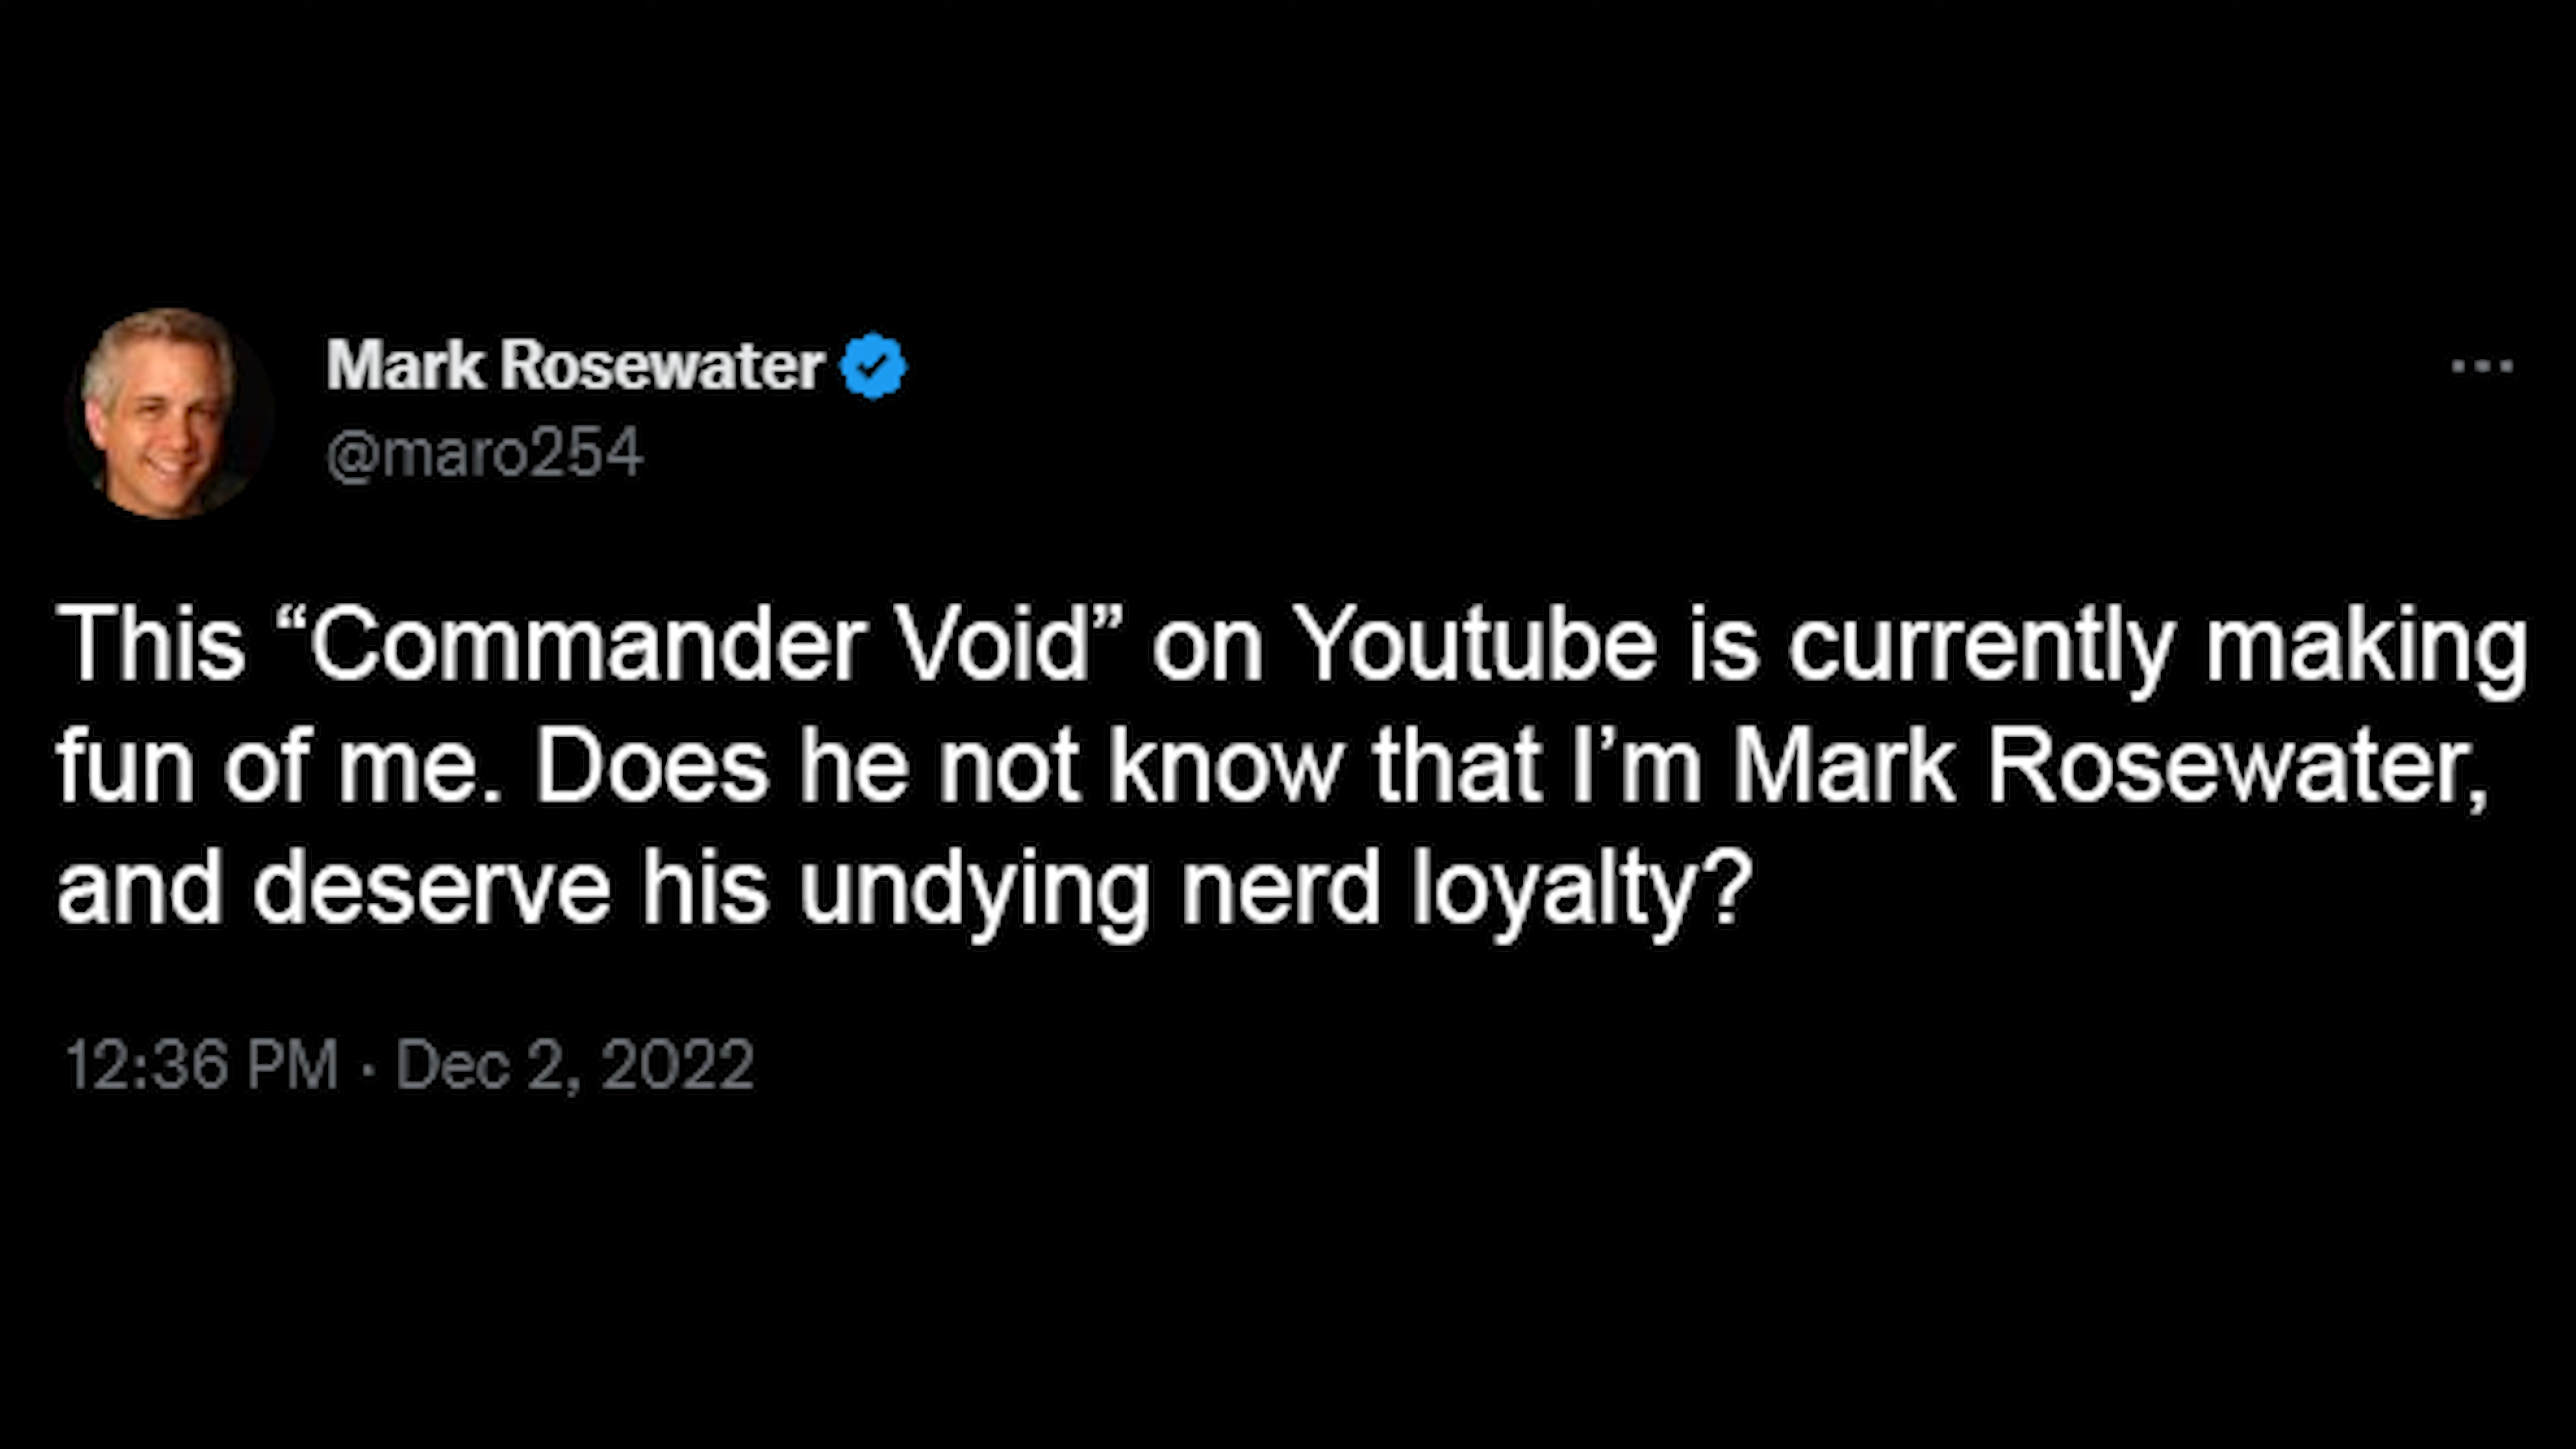 Mark Rosewater
@maro254
This “Commander Void” on Youtube is currently making
fun of me. Does he not know that I’m Mark Rosewater,
and deserve his undying nerd loyalty?
12:36 PM · Dec 2, 2022